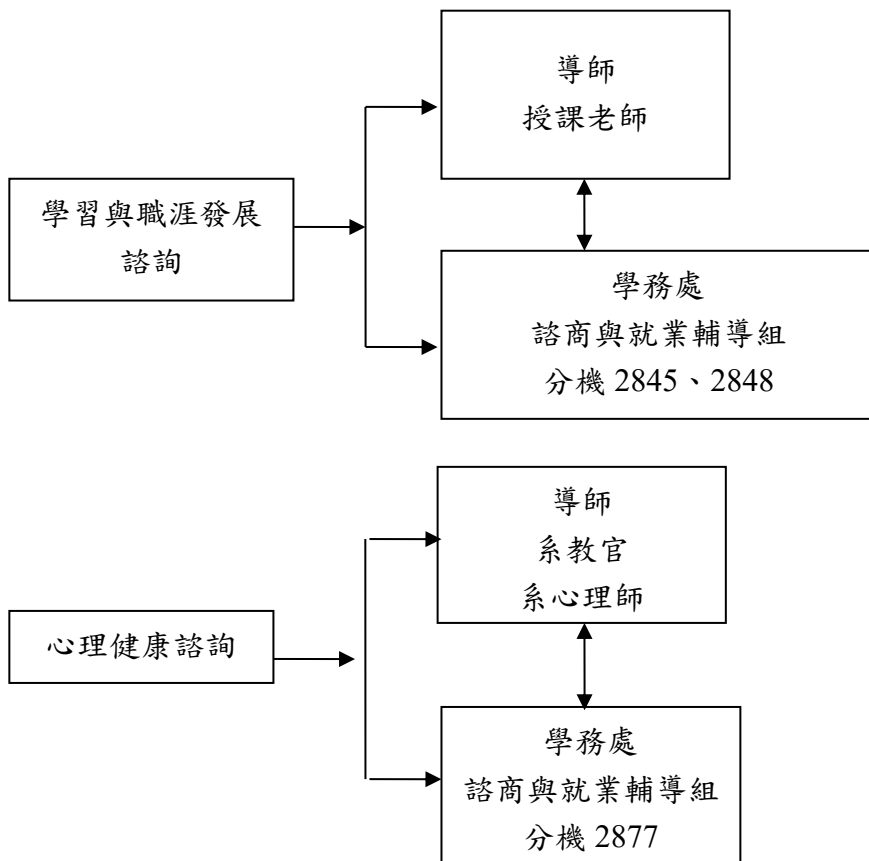 導師
授課老師
學習與職涯發展
諮詢
學務處
諮商與就業輔導組
分機 2845、2848
導師
系教官
系心理師
心理健康諮詢
學務處
諮商與就業輔導組
分機 2877